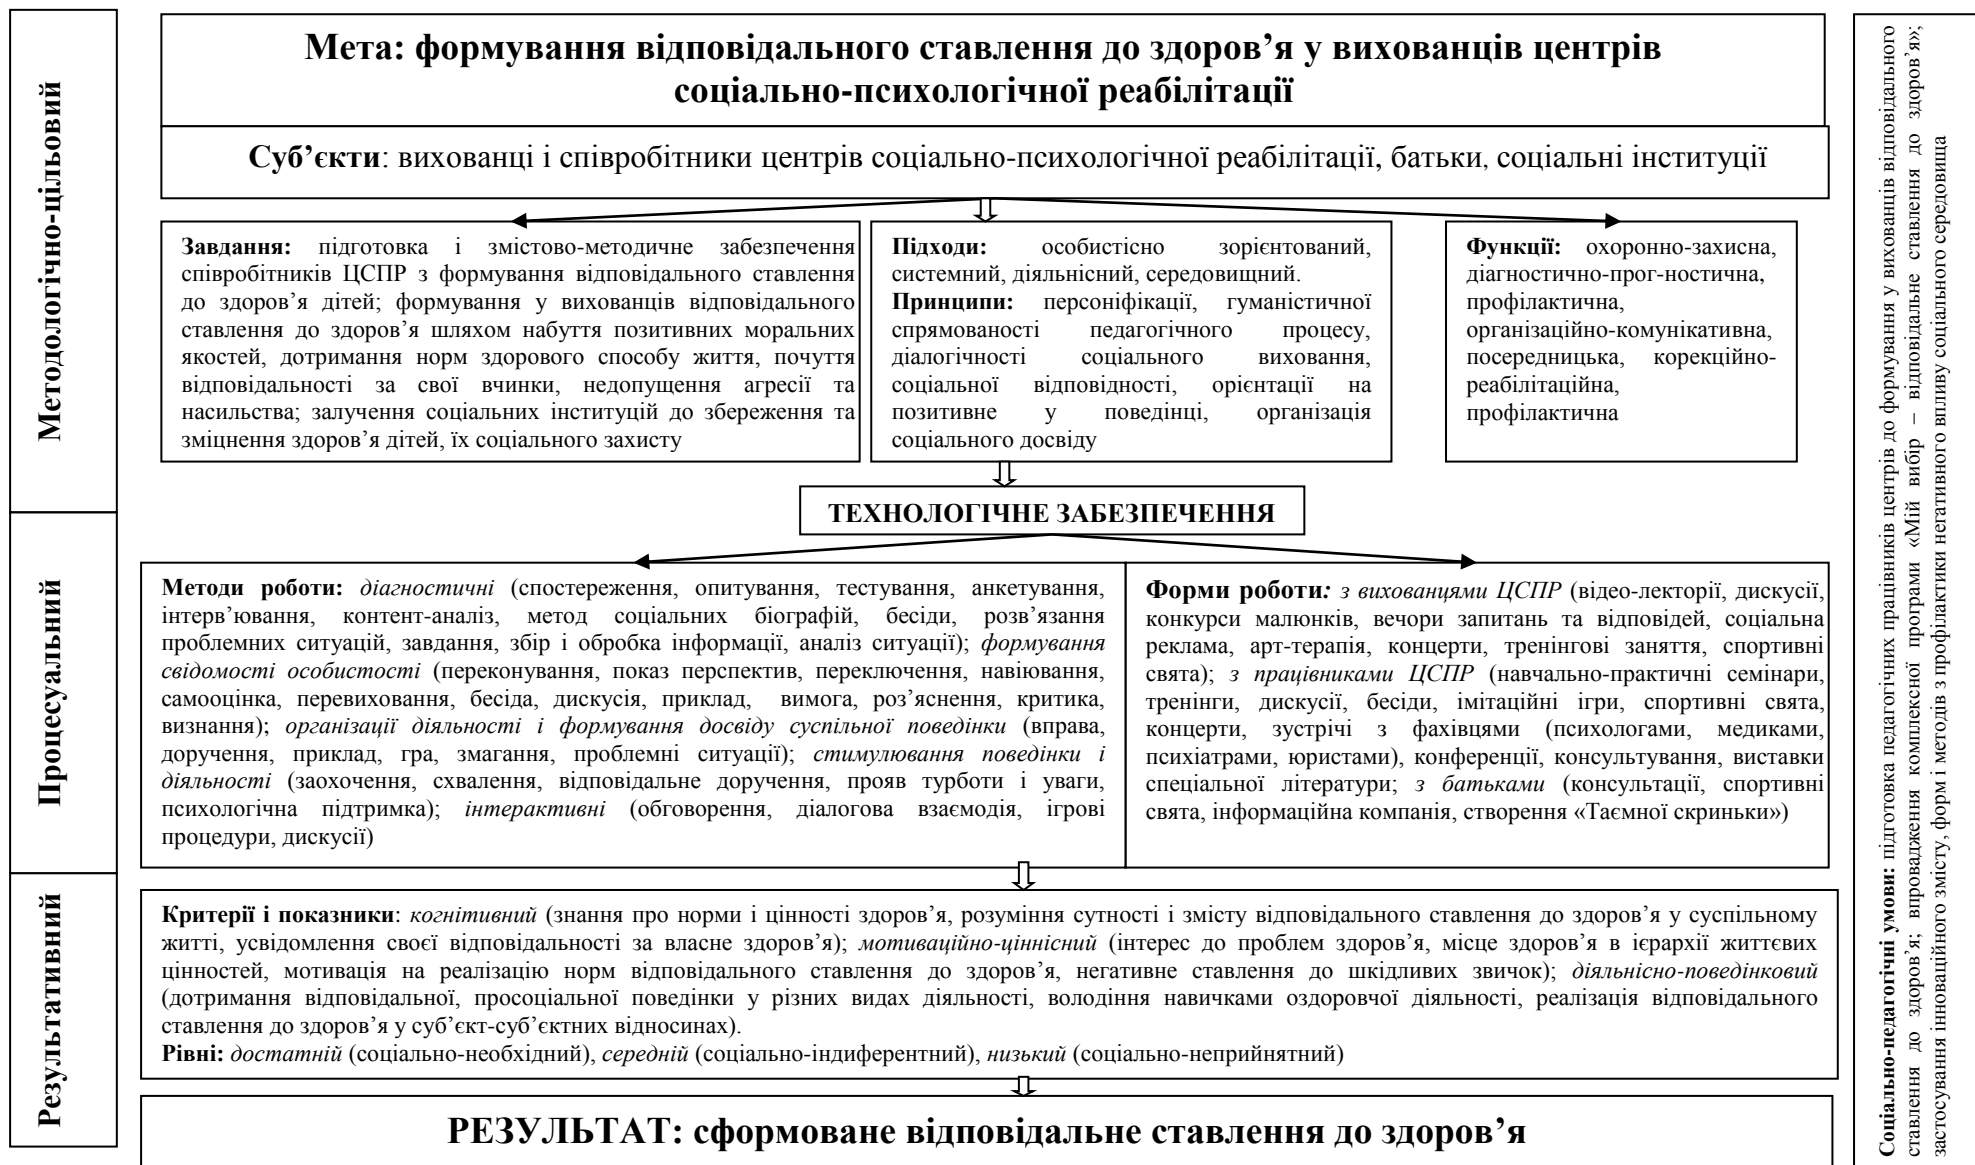 Методологічно-цільовий
Мета: формування відповідального ставлення до здоров’я у вихованців центрів
соціально-психологічної реабілітації
Суб’єкти: вихованці і співробітники центрів соціально-психологічної реабілітації, батьки, соціальні інституції
Завдання: підготовка і змістово-методичне забезпечення
співробітників ЦСПР з формування відповідального ставлення
до здоров’я дітей; формування у вихованців відповідального
ставлення до здоров’я шляхом набуття позитивних моральних
якостей, дотримання норм здорового способу життя, почуття
відповідальності за свої вчинки, недопущення агресії та
насильства; залучення соціальних інституцій до збереження та
зміцнення здоров’я дітей, їх соціального захисту
Підходи: особистісно зорієнтований,
системний, діяльнісний, середовищний.
Принципи: персоніфікації, гуманістичної
спрямованості педагогічного процесу,
діалогічності соціального виховання,
соціальної відповідності, орієнтації на
позитивне у поведінці, організація
соціального досвіду
Функції: охоронно-захисна,
діагностично-прог-ностична,
профілактична,
організаційно-комунікативна,
посередницька, корекційно-
реабілітаційна,
профілактична
Процесуальний
ТЕХНОЛОГІЧНЕ ЗАБЕЗПЕЧЕННЯ
Методи роботи: діагностичні (спостереження, опитування, тестування, анкетування,
інтерв’ювання, контент-аналіз, метод соціальних біографій, бесіди, розв’язання
проблемних ситуацій, завдання, збір і обробка інформації, аналіз ситуації); формування
свідомості особистості (переконування, показ перспектив, переключення, навіювання,
самооцінка, перевиховання, бесіда, дискусія, приклад, вимога, роз’яснення, критика,
визнання); організації діяльності і формування досвіду суспільної поведінки (вправа,
доручення, приклад, гра, змагання, проблемні ситуації); стимулювання поведінки і
діяльності (заохочення, схвалення, відповідальне доручення, прояв турботи і уваги,
психологічна підтримка); інтерактивні (обговорення, діалогова взаємодія, ігрові
процедури, дискусії)
Форми роботи: з вихованцями ЦСПР (відео-лекторії, дискусії,
конкурси малюнків, вечори запитань та відповідей, соціальна
реклама, арт-терапія, концерти, тренінгові заняття, спортивні
свята); з працівниками ЦСПР (навчально-практичні семінари,
тренінги, дискусії, бесіди, імітаційні ігри, спортивні свята,
концерти, зустрічі з фахівцями (психологами, медиками,
психіатрами, юристами), конференції, консультування, виставки
спеціальної літератури; з батьками (консультації, спортивні
свята, інформаційна компанія, створення «Таємної скриньки»)
Результативний
Критерії і показники: когнітивний (знання про норми і цінності здоров’я, розуміння сутності і змісту відповідального ставлення до здоров’я у суспільному
житті, усвідомлення своєї відповідальності за власне здоров’я); мотиваційно-ціннісний (інтерес до проблем здоров’я, місце здоров’я в ієрархії життєвих
цінностей, мотивація на реалізацію норм відповідального ставлення до здоров’я, негативне ставлення до шкідливих звичок); діяльнісно-поведінковий
(дотримання відповідальної, просоціальної поведінки у різних видах діяльності, володіння навичками оздоровчої діяльності, реалізація відповідального
ставлення до здоров’я у суб’єкт-суб’єктних відносинах).
Рівні: достатній (соціально-необхідний), середній (соціально-індиферентний), низький (соціально-неприйнятний)
РЕЗУЛЬТАТ: сформоване відповідальне ставлення до здоров’я
Соціально-педагогічні умови: підготовка педагогічних працівників центрів до формування у вихованців відповідального
ставлення до здоров’я; впровадження комплексної програми «Мій вибір – відповідальне ставлення до здоров’я»;
застосування інноваційного змісту, форм і методів з профілактики негативного впливу соціального середовища